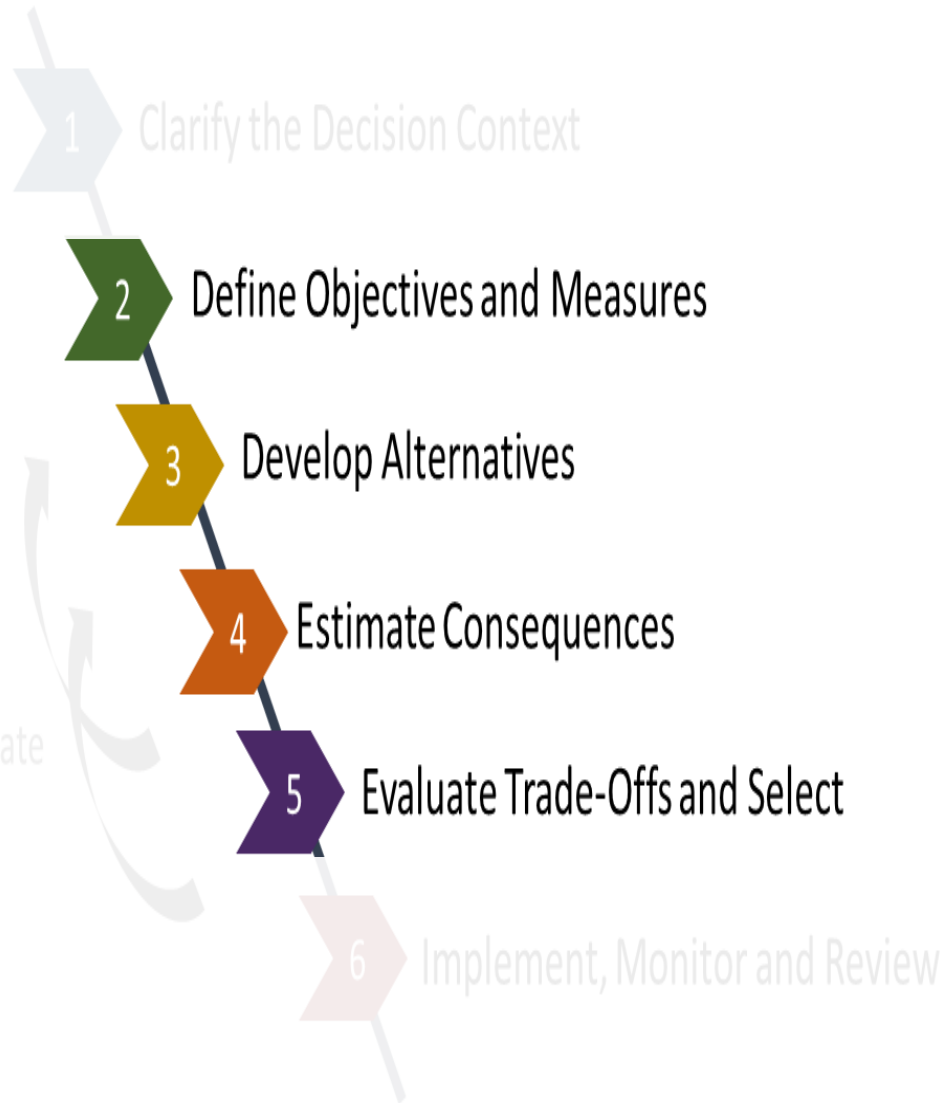 1 Clarify the Decision Context
2 Define Objectives and Measures
3 Develop Alternatives
4 Estimate Consequences
ate
5 Evaluate Trade-Offs and Select
6 Implement, Monitor and Review